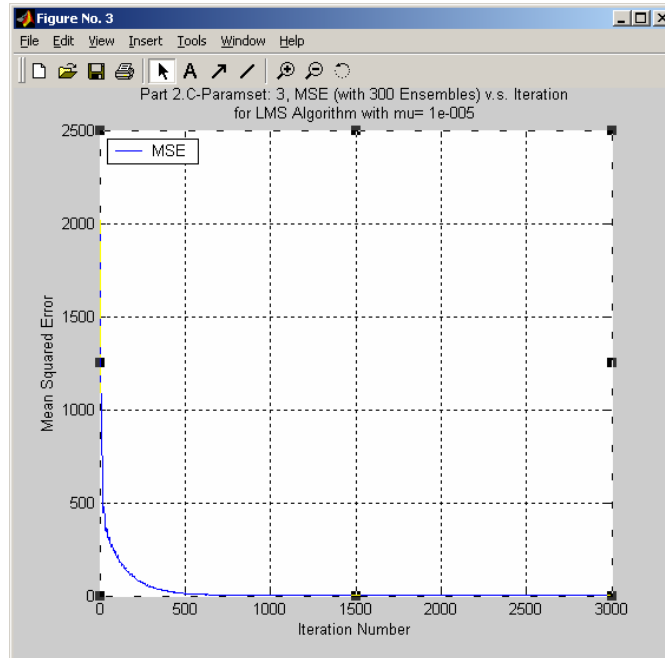 Figure No. 3
File Edit View Insert Tools Window Help
A
Part 2.C-Paramset: 3, MSE (with 300 Ensembles) v.s. Iteration
for LMS Algorithm with mu= 1e-005
MSE
Mean Squared Error
2500
2000
1500
1000
500
0
0 500 1000 1500 2000 2500 3000
Iteration Number